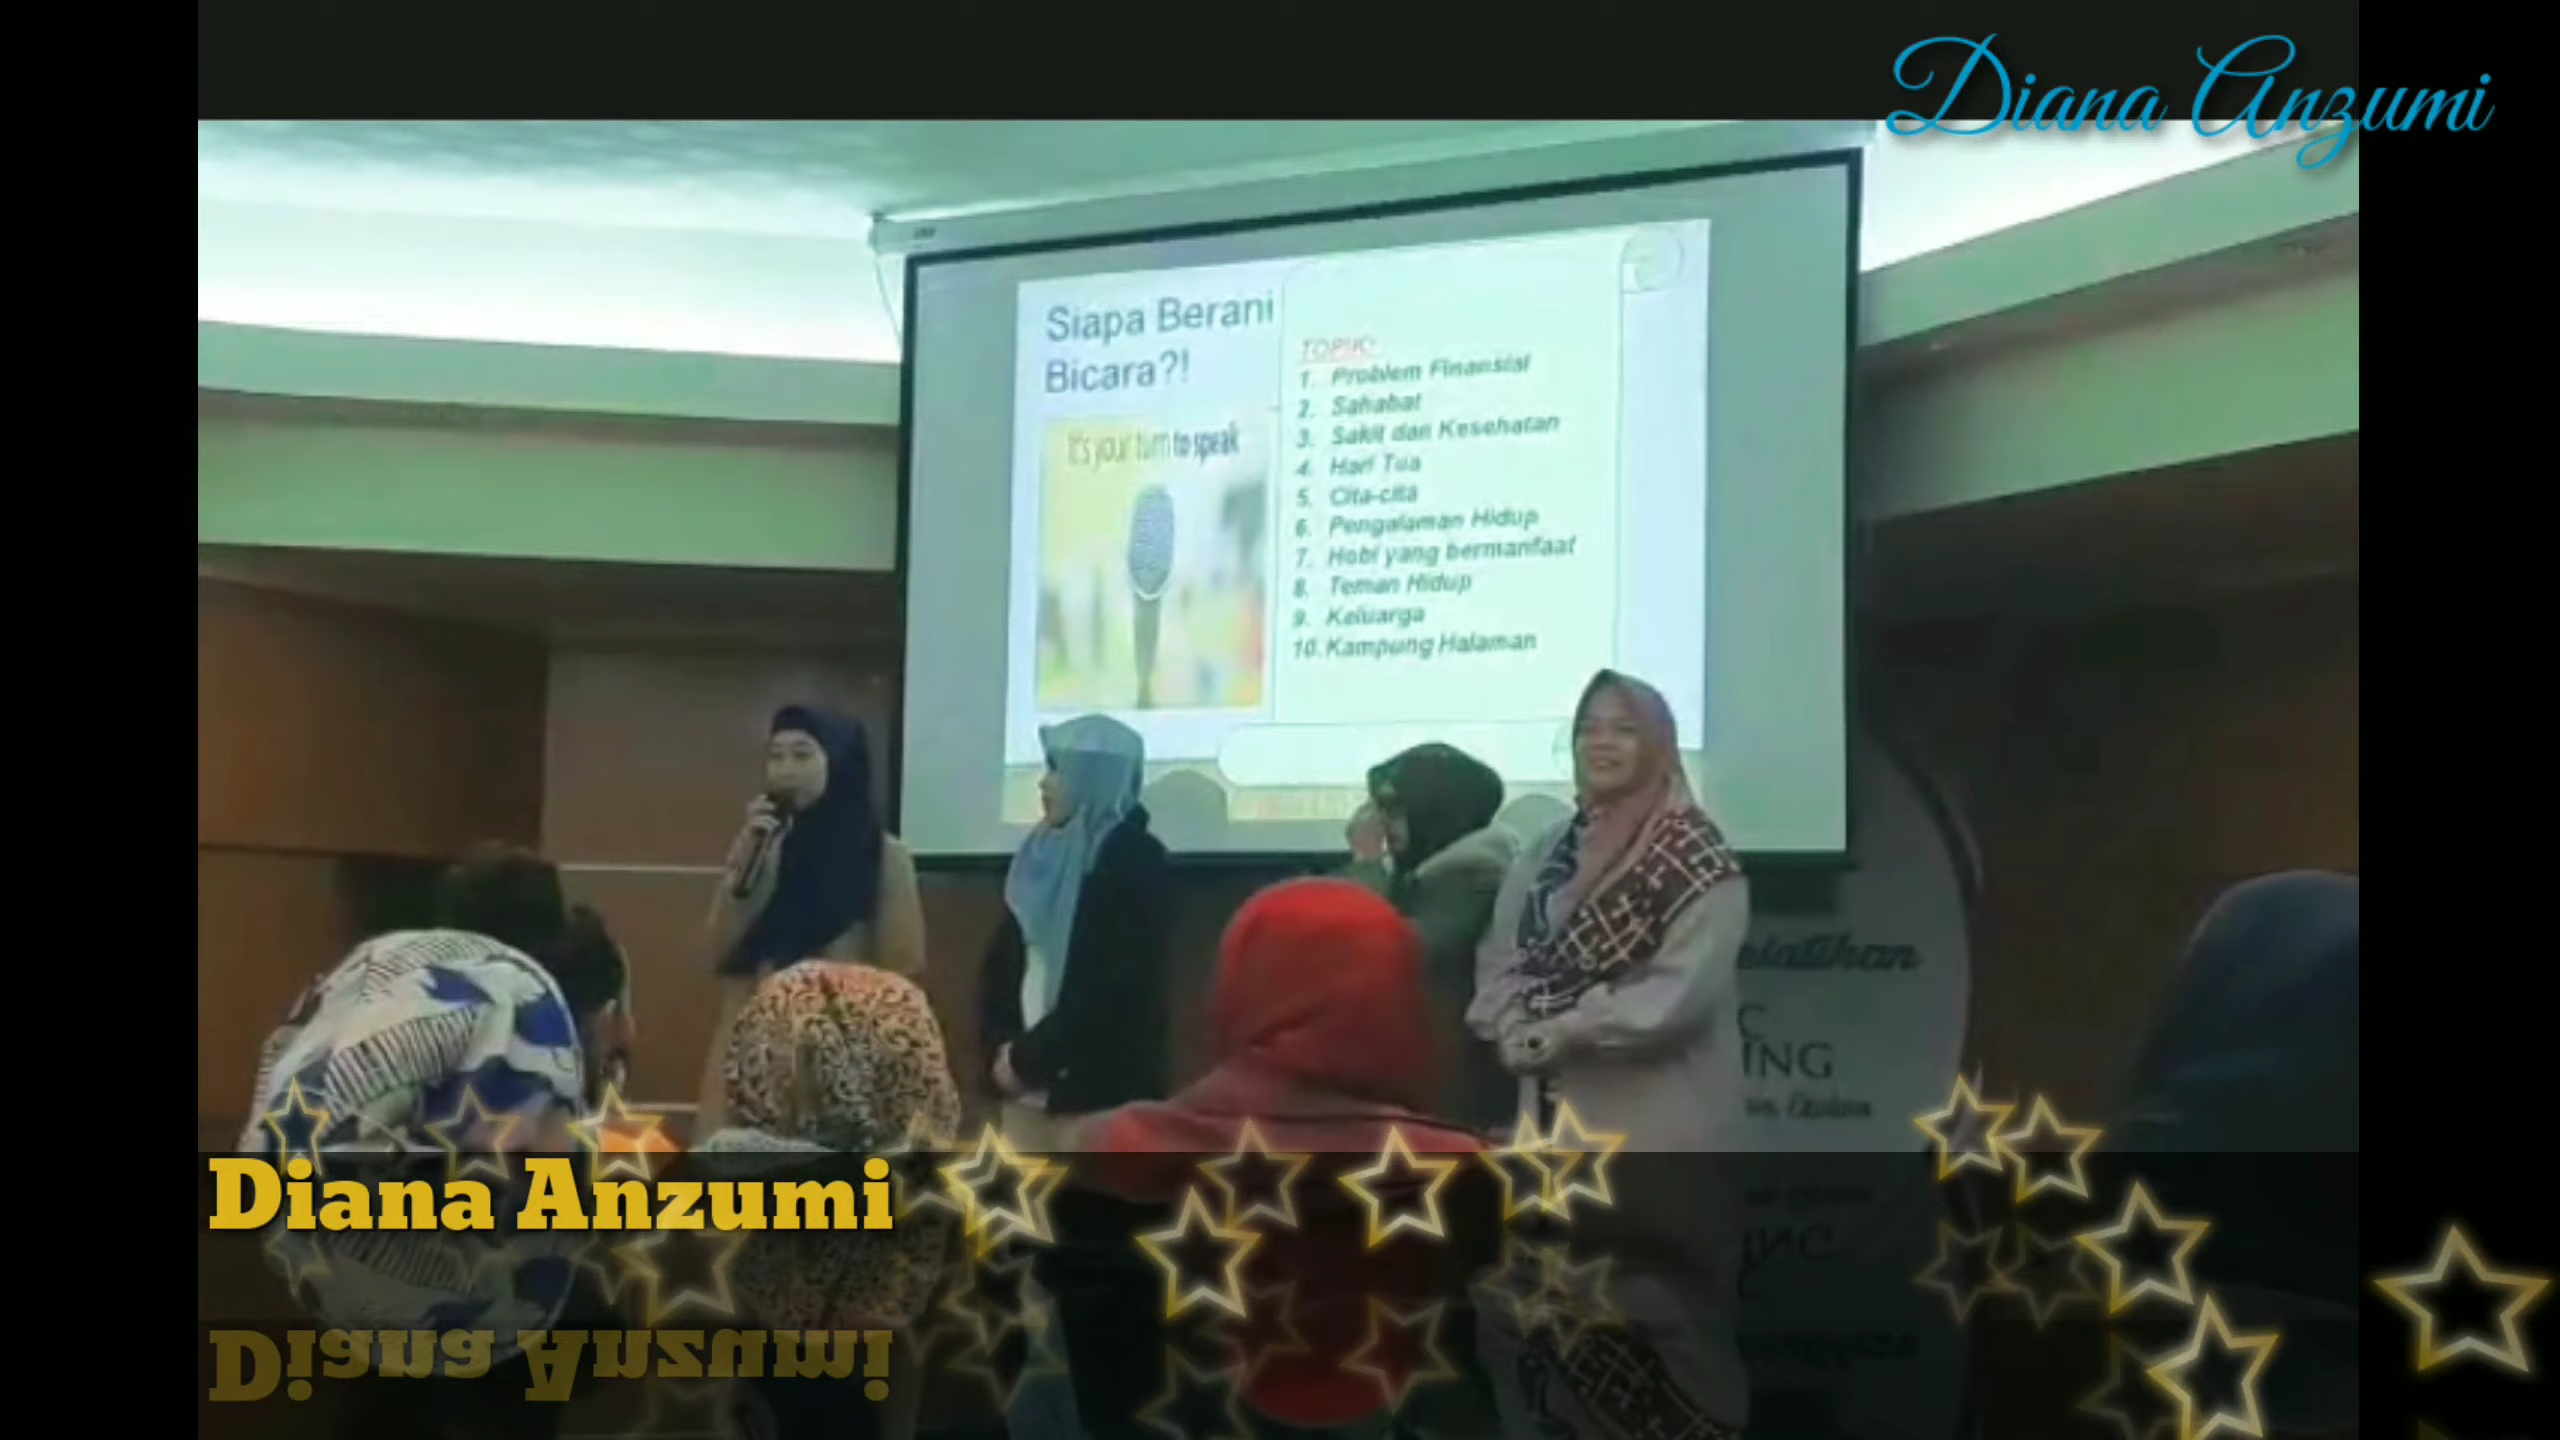 Diana Anzumi
Siapa Berani
Bicara?!
It's your turn to speak
TOPIK:
1. Problem Finansial
2. Sahabat
3. Sakit dan Kesehatan
4. Hari Tua
5. Cita-cita
6. Pengalaman Hidup
7. Hobi yang bermanfaat
8. Teman Hidup
9. Keluarga
10. Kampung Halaman
elatihan
C
ING
Diana Anzumi